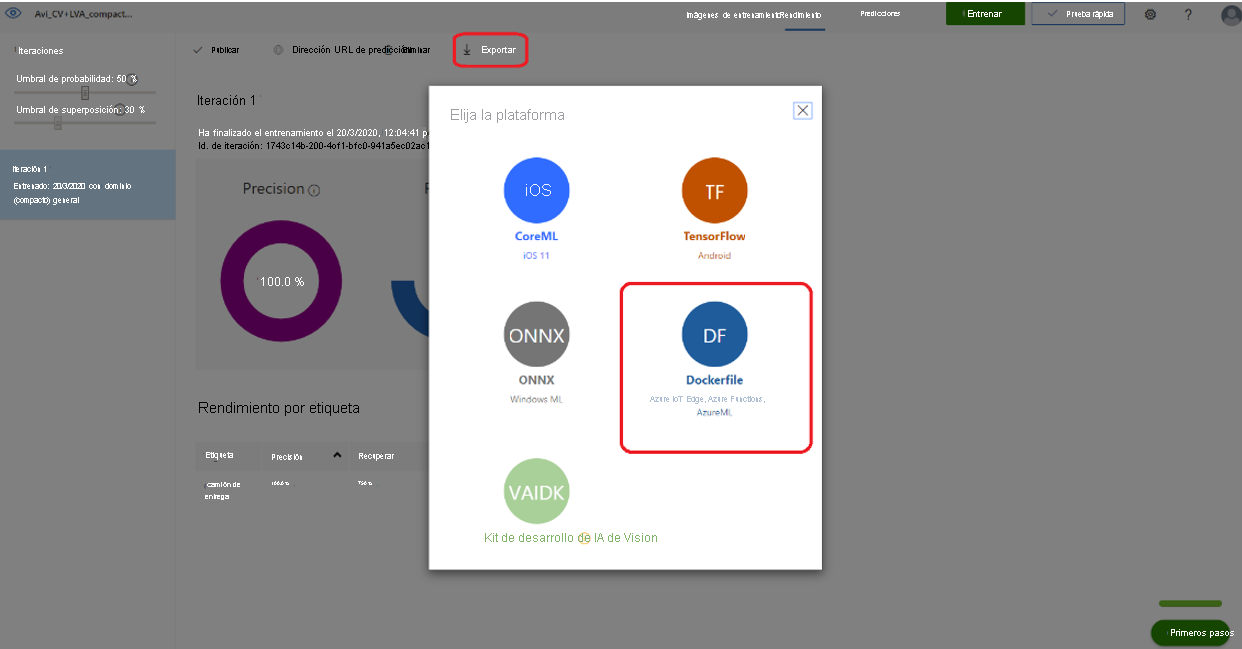 Avi_CV+LVA_compact...
Imágenes de entrenamiento
Rendimiento
Predicciones
Entrenar
Prueba rápida
?
Iteraciones
Publicar
Dirección URL de predicción
Eliminar
Exportar
Umbral de probabilidad: 50 %
Umbral de superposición: 30 %
Iteración 1
Entrenado: 20/3/2020 con dominio
(compacto) general
Iteración 1
Ha finalizado el entrenamiento el 20/3/2020, 12:04:41 p
Id. de iteración: 1743c14b-200-4of1-bfc0-941a5ec02ac1
Precision
100.0 %
Rendimiento por etiqueta
Etiqueta
Precisión
Recuperar
camión de
entrega
100.0 %
Elija la plataforma
iOS
CoreML
iOS 11
TF
TensorFlow
Android
ONNX
ONNX
Windows ML
DF
Dockerfile
Azure IoT Edge, Azure Functions,
AzureML
VAIDK
Kit de desarrollo de IA de Vision
Primeros pasos